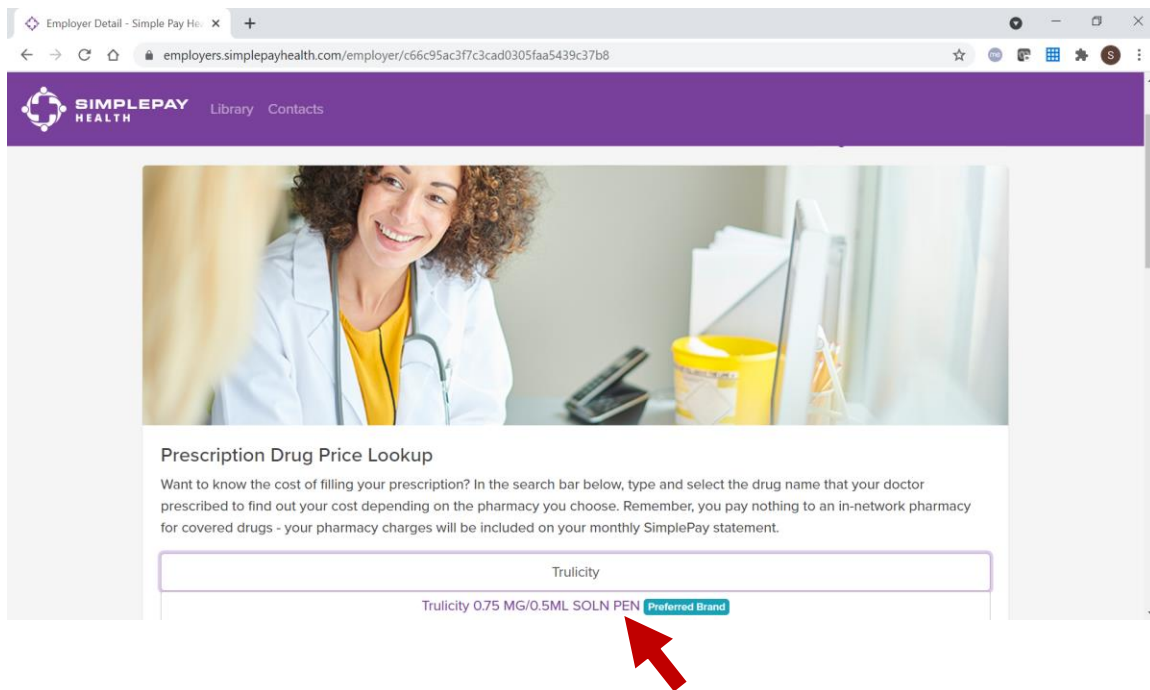 Employer Detail - Simple Pay Hea
employers.simplepayhealth.com/employer/c66c95ac3f7c3cad0305faa5439c37b8
S
SIMPLEPAY
HEALTH
Library Contacts
Prescription Drug Price Lookup
Want to know the cost of filling your prescription? In the search bar below, type and select the drug name that your doctor
prescribed to find out your cost depending on the pharmacy you choose. Remember, you pay nothing to an in-network pharmacy
for covered drugs - your pharmacy charges will be included on your monthly SimplePay statement.
Trulicity
Trulicity 0.75 MG/0.5ML SOLN PEN Preferred Brand